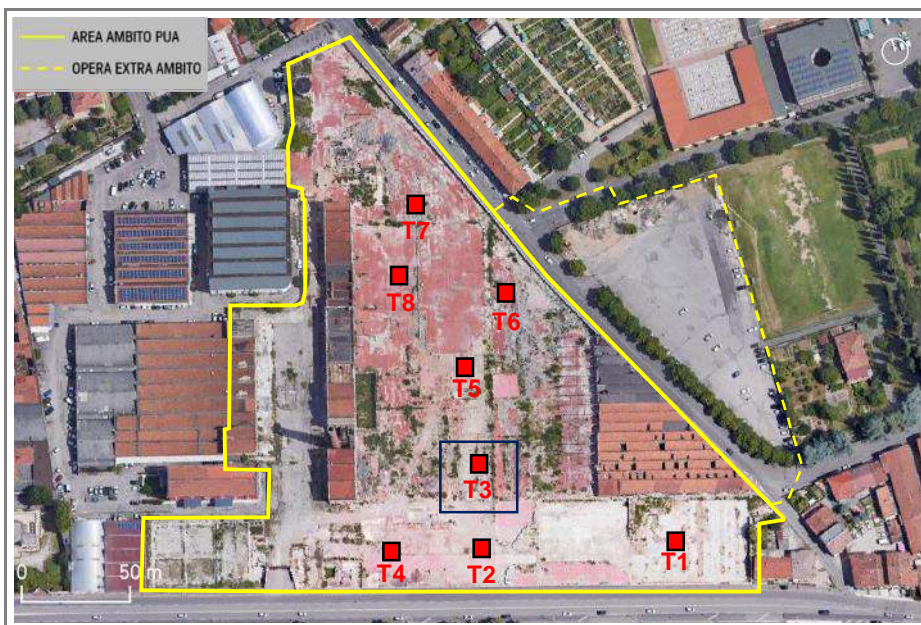 AREA AMBITO PUA
OPERA EXTRA AMBITO
T7
T8
T6
T5
T3
T4
T2
T1
0 50 m